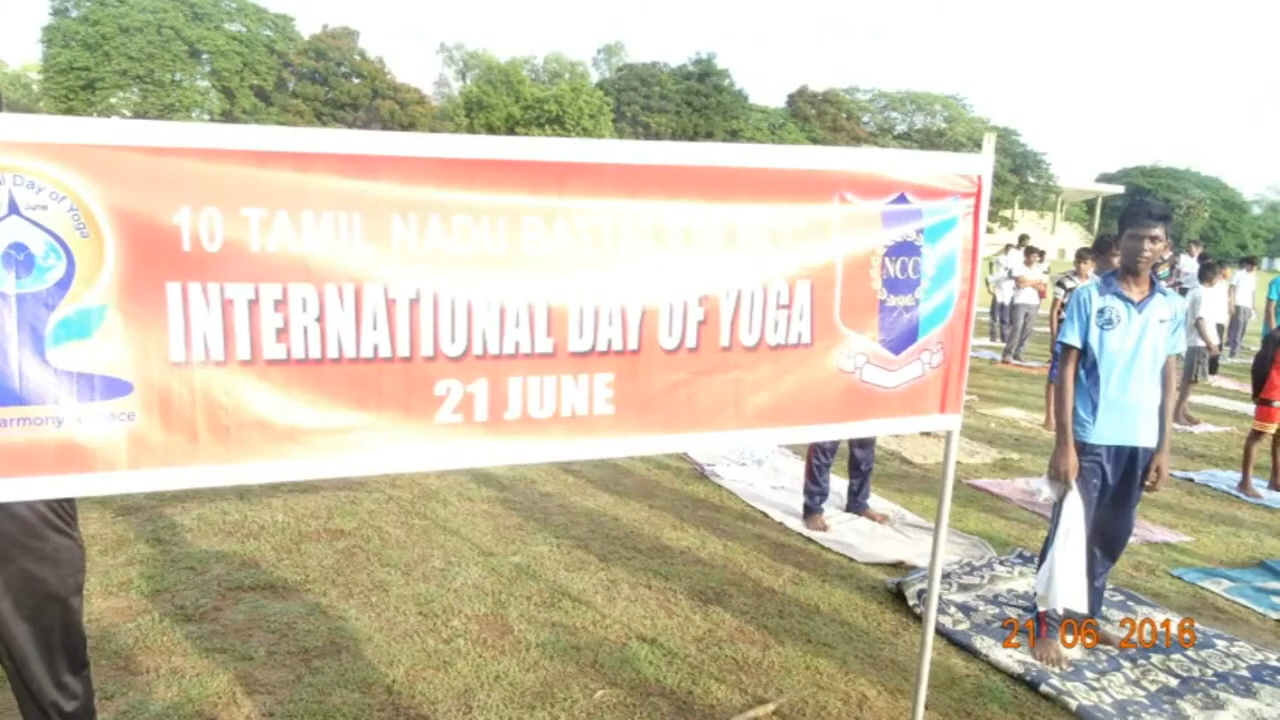 l Day of Yoga
June
armony
10 TAMIL NADU
INTERNATIONAL DAY OF YOGA
21 JUNE
NCC
21 06 2016